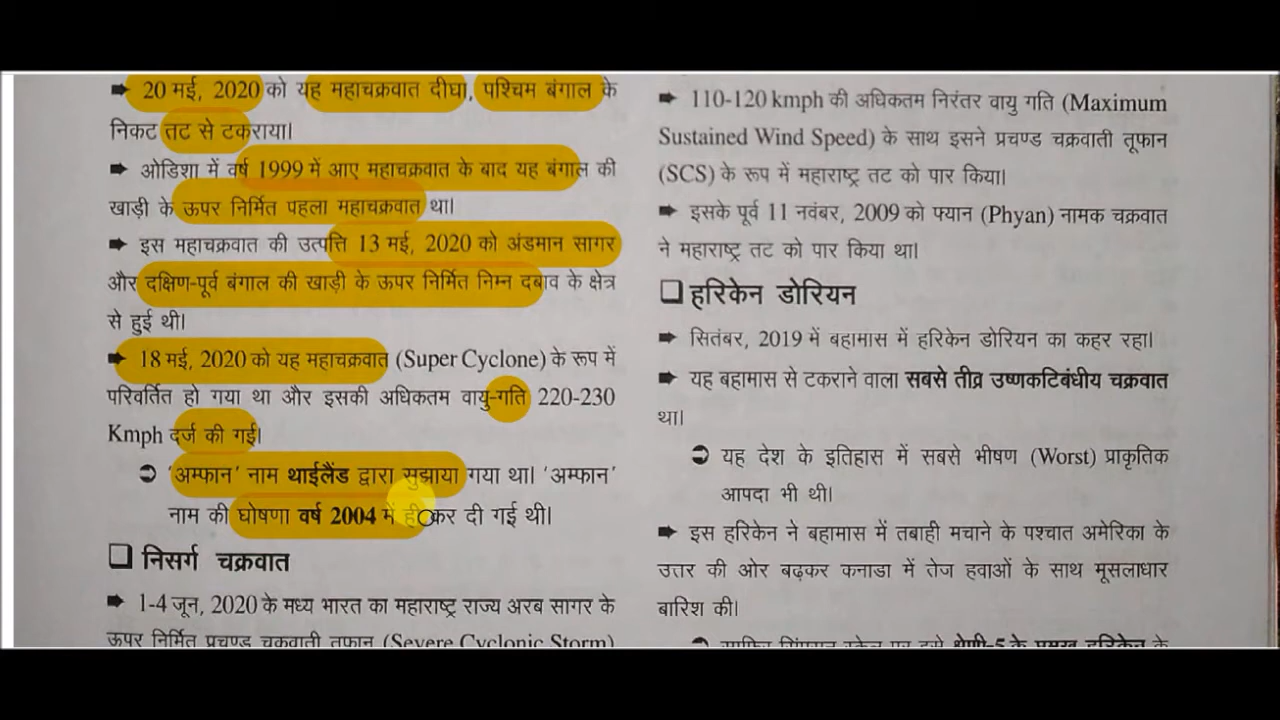 ➡ 20 मई, 2020 को यह महाचक्रवात दीघा, पश्चिम बंगाल के
निकट तट से टकराया।
➡ ओडिशा में वर्ष 1999 में आए महाचक्रवात के बाद यह बंगाल की
खाड़ी के ऊपर निर्मित पहला महाचक्रवात था।
➡ इस महाचक्रवात की उत्पत्ति 13 मई, 2020 को अंडमान सागर
और दक्षिण-पूर्व बंगाल की खाड़ी के ऊपर निर्मित निम्न दबाव के क्षेत्र
से हुई थी।
➡ 18 मई, 2020 को यह महाचक्रवात (Super Cyclone) के रूप में
परिवर्तित हो गया था और इसकी अधिकतम वायु-गति 220-230
Kmph दर्ज की गई।
➲ 'अम्फान' नाम थाईलैंड द्वारा सुझाया गया था। 'अम्फान'
नाम की घोषणा वर्ष 2004 में ही कर दी गई थी।
❑ निसर्ग चक्रवात
➡ 1-4 जून, 2020 के मध्य भारत का महाराष्ट्र राज्य अरब सागर के
ऊपर निर्मित प्रचण्ड चक्रवाती तूफान (Severe Cyclonic Storm)
➡ 110-120 kmph की अधिकतम निरंतर वायु गति (Maximum
Sustained Wind Speed) के साथ इसने प्रचण्ड चक्रवाती तूफान
(SCS) के रूप में महाराष्ट्र तट को पार किया।
➡ इसके पूर्व 11 नवंबर, 2009 को फ्यान (Phyan) नामक चक्रवात
ने महाराष्ट्र तट को पार किया था।
❑ हरिकेन डोरियन
➡ सितंबर, 2019 में बहामास में हरिकेन डोरियन का कहर रहा।
➡ यह बहामास से टकराने वाला सबसे तीव्र उष्णकटिबंधीय चक्रवात
था।
➲ यह देश के इतिहास में सबसे भीषण (Worst) प्राकृतिक
आपदा भी थी।
➡ इस हरिकेन ने बहामास में तबाही मचाने के पश्चात अमेरिका के
उत्तर की ओर बढ़कर कनाडा में तेज हवाओं के साथ मूसलाधार
बारिश की।
श्रेणी-5 के प्रमुख हरिकेन के